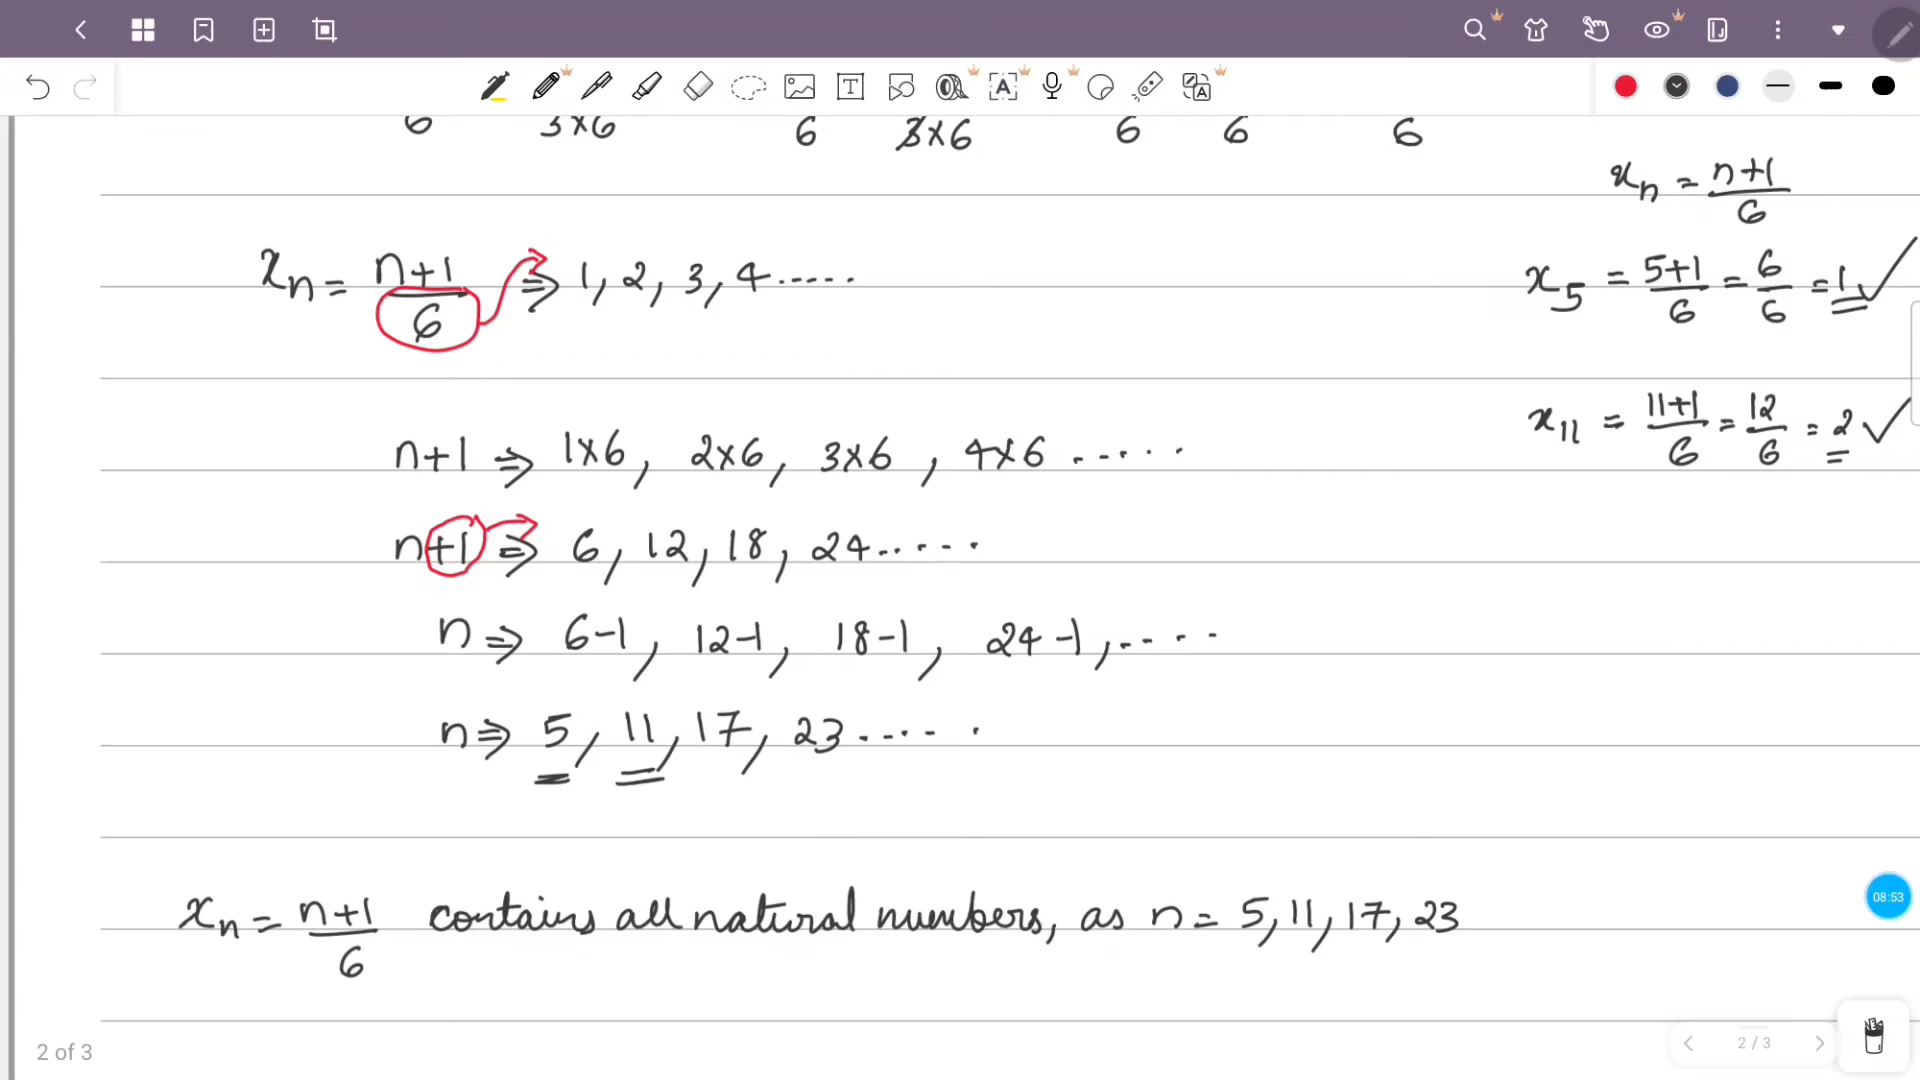 6 3×6 6 3×6 6 6 6
xn = n+1/6
xn = n+1/6 ⇒ 1, 2, 3, 4.....
x5 = 5+1/6 = 6/6 = 1 ✓
x11 = 11+1/6 = 12/6 = 2 ✓
n+1 ⇒ 1×6, 2×6, 3×6, 4×6 .....
n+1 ⇒ 6, 12, 18, 24.....
n ⇒ 6-1, 12-1, 18-1, 24-1, ....
n ⇒ 5, 11, 17, 23.....
xn = n+1/6 contains all natural numbers, as n = 5, 11, 17, 23
08:53
2 of 3
2 / 3